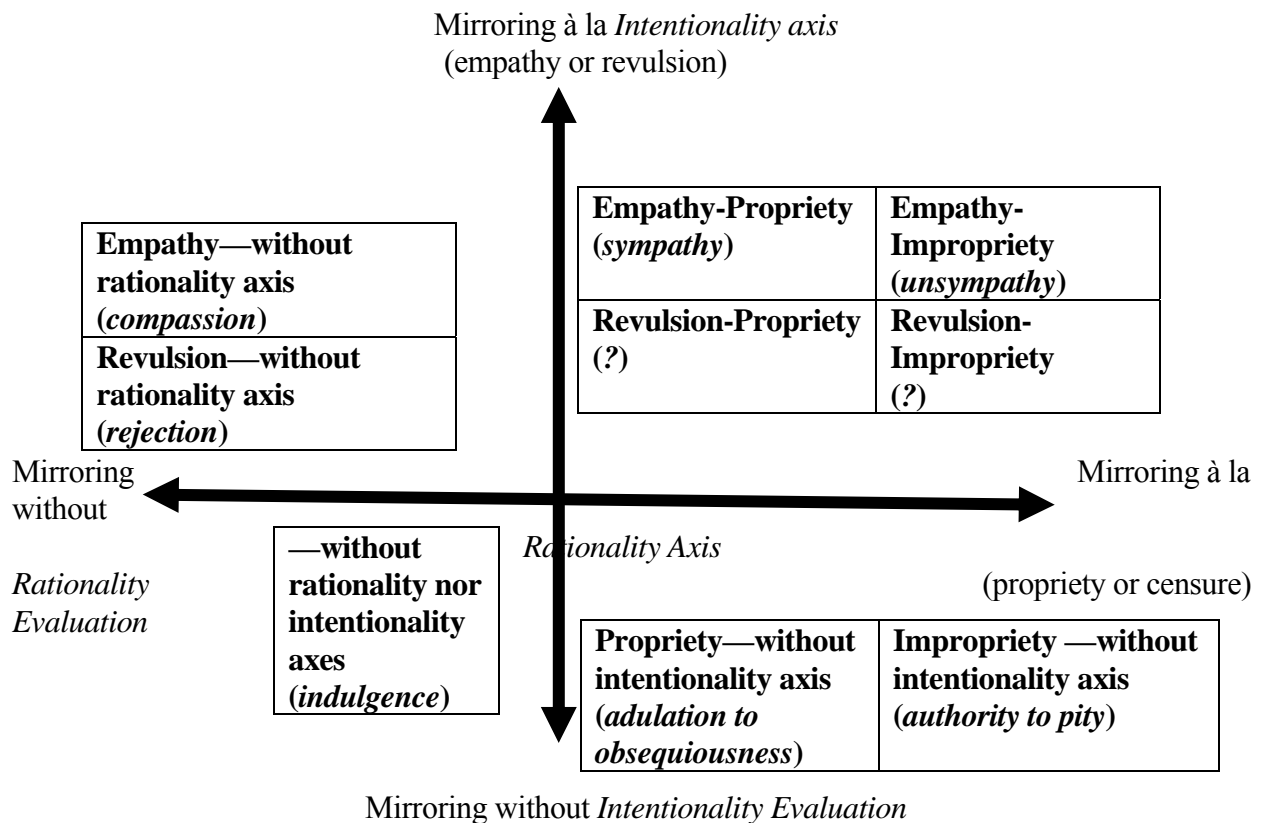 Mirroring à la Intentionality axis
(empathy or revulsion)
Empathy—without
rationality axis
(compassion)
Revulsion—without
rationality axis
(rejection)
Empathy-Propriety
(sympathy)
Empathy-
Impropriety
(unsympathy)
Revulsion-Propriety
(?)
Revulsion-
Impropriety
(?)
Mirroring
without
Rationality
Evaluation
Mirroring à la
Rationality Axis
(propriety or censure)
—without
rationality nor
intentionality
axes
(indulgence)
Propriety—without
intentionality axis
(adulation to
obsequiousness)
Impropriety —without
intentionality axis
(authority to pity)
Mirroring without Intentionality Evaluation